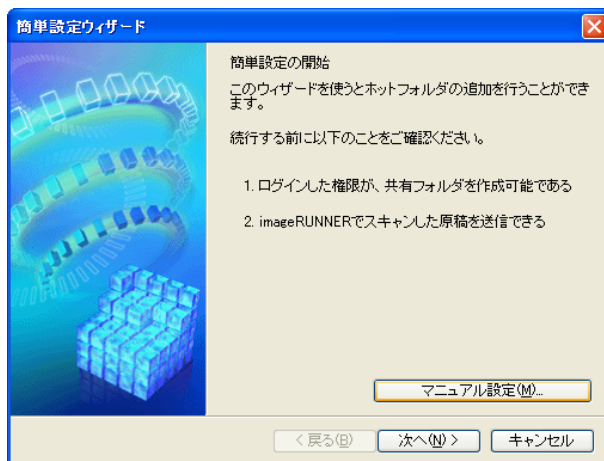 簡単設定ウィザード
簡単設定の開始
このウィザードを使うとホットフォルダの追加を行うことができ
ます。
続行する前に以下のことをご確認ください。
1. ログインした権限が、共有フォルダを作成可能である
2. imageRUNNERでスキャンした原稿を送信できる
マニュアル設定(M)...
< 戻る(B)
次へ(N) >
キャンセル